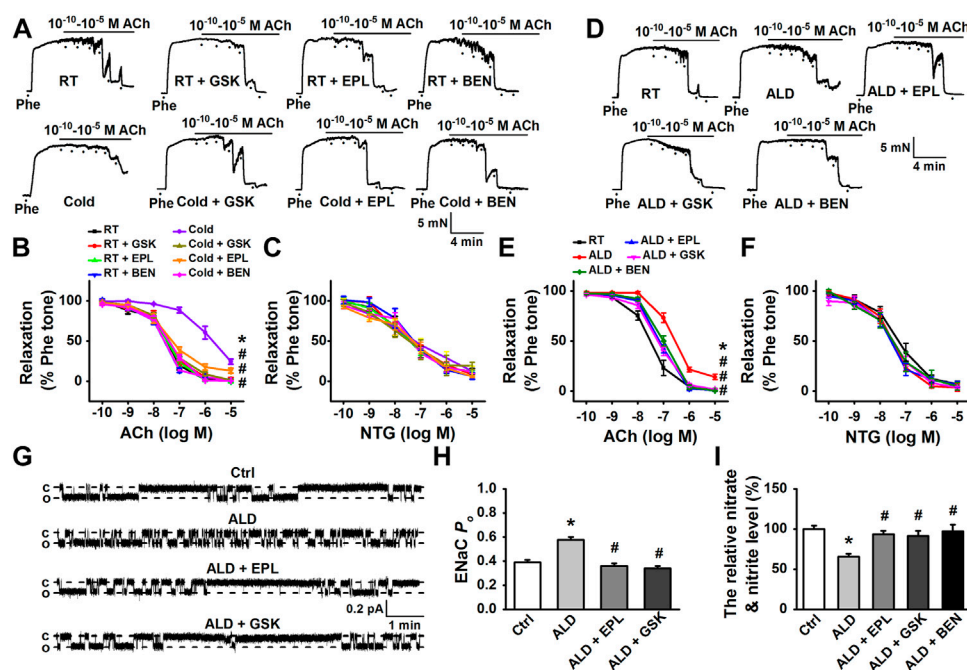 A
10⁻¹⁰-10⁻⁵ M ACh
RT
Phe
10⁻¹⁰-10⁻⁵ M ACh
RT + GSK
10⁻¹⁰-10⁻⁵ M ACh
RT + EPL
10⁻¹⁰-10⁻⁵ M ACh
RT + BEN
10⁻¹⁰-10⁻⁵ M ACh
Cold
Phe
10⁻¹⁰-10⁻⁵ M ACh
Cold + GSK
10⁻¹⁰-10⁻⁵ M ACh
Cold + EPL
10⁻¹⁰-10⁻⁵ M ACh
Cold + BEN
5 mN
4 min
D
10⁻¹⁰-10⁻⁵ M ACh
RT
Phe
10⁻¹⁰-10⁻⁵ M ACh
ALD
10⁻¹⁰-10⁻⁵ M ACh
ALD + EPL
10⁻¹⁰-10⁻⁵ M ACh
ALD + GSK
Phe
10⁻¹⁰-10⁻⁵ M ACh
ALD + BEN
5 mN
4 min
B
RT
RT + GSK
RT + EPL
RT + BEN
Cold
Cold + GSK
Cold + EPL
Cold + BEN
Relaxation
(% Phe tone)
100
50
0
*
#
#
#
-10 -9 -8 -7 -6 -5
ACh (log M)
C
Relaxation
(% Phe tone)
100
50
0
-10 -9 -8 -7 -6 -5
NTG (log M)
E
RT
ALD
ALD + BEN
ALD + EPL
ALD + GSK
Relaxation
(% Phe tone)
100
50
0
*
#
#
#
-10 -9 -8 -7 -6 -5
ACh (log M)
F
Relaxation
(% Phe tone)
100
50
0
-10 -9 -8 -7 -6 -5
NTG (log M)
G
Ctrl
C
O
ALD
C
O
ALD + EPL
C
O
0.2 pA
1 min
ALD + GSK
C
O
H
ENaC Pₒ
1.0
0.8
0.6
0.4
0.2
0.0
*
#
#
Ctrl
ALD
ALD + EPL
ALD + GSK
I
The relative nitrate
& nitrite level (%)
150
100
50
0
*
#
#
#
Ctrl
ALD
ALD + EPL
ALD + GSK
ALD + BEN